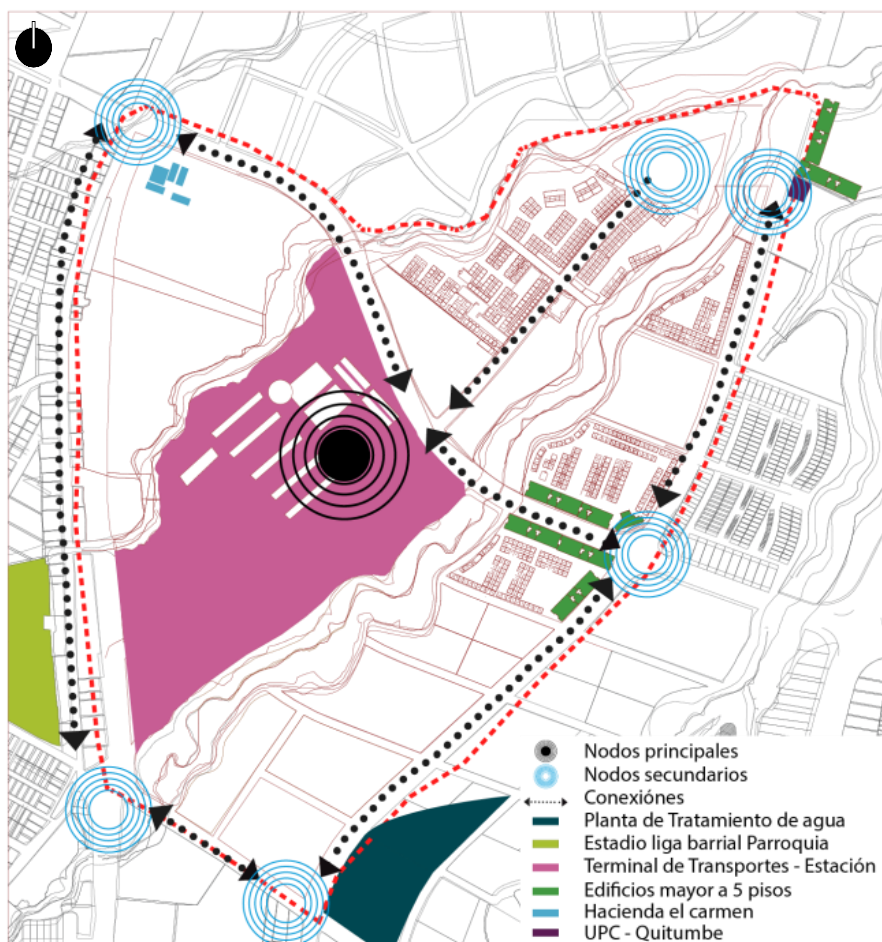 Nodos principales
Nodos secundarios
Conexiónes
Planta de Tratamiento de agua
Estadio liga barrial Parroquia
Terminal de Transportes - Estación
Edificios mayor a 5 pisos
Hacienda el carmen
UPC - Quitumbe